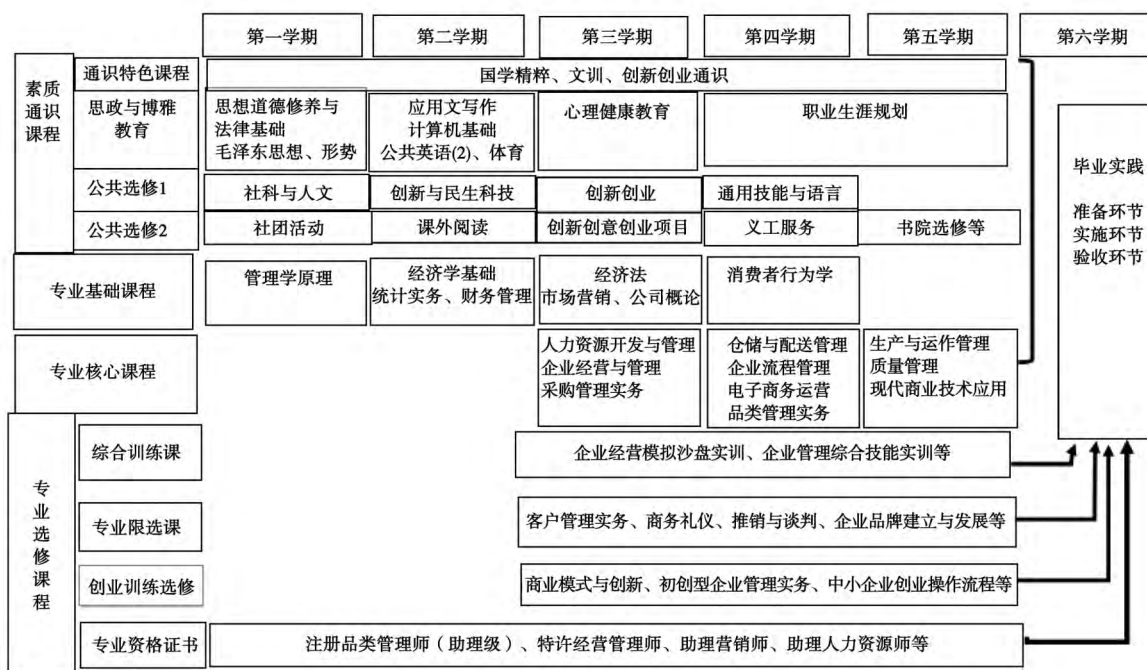 第一学期
第二学期
第三学期
第四学期
第五学期
第六学期
素质
通识
课程
通识特色课程
国学精粹、文训、创新创业通识
思政与博雅
教育
思想道德修养与
法律基础
毛泽东思想、形势
应用文写作
计算机基础
公共英语(2)、体育
心理健康教育
职业生涯规划
公共选修1
社科与人文
创新与民生科技
创新创业
通用技能与语言
公共选修2
社团活动
课外阅读
创新创意创业项目
义工服务
书院选修等
毕业实践
准备环节
实施环节
验收环节
专业基础课程
管理学原理
经济学基础
统计实务、财务管理
经济法
市场营销、公司概论
消费者行为学
专业核心课程
人力资源开发与管理
企业经营与管理
采购管理实务
仓储与配送管理
企业流程管理
电子商务运营
品类管理实务
生产与运作管理
质量管理
现代商业技术应用
专
业
选
修
课
程
综合训练课
企业经营模拟沙盘实训、企业管理综合技能实训等
专业限选课
客户管理实务、商务礼仪、推销与谈判、企业品牌建立与发展等
创业训练选修
商业模式与创新、初创型企业管理实务、中小企业创业操作流程等
专业资格证书
注册品类管理师（助理级）、特许经营管理师、助理营销师、助理人力资源师等